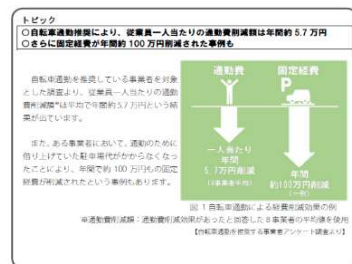 トピック
○自転車通勤推奨により、従業員一人当たりの通勤費削減額は年間約 5.7 万円
○さらに固定経費が年間約 100 万円削減された事例も
自転車通勤を推奨している事業者を対象
とした調査より、従業員一人当たりの通勤
費削減額*は平均で年間約 5.7 万円という結
果が出ています。
また、ある事業者において、通勤のために
借り上げていた駐車場代がかからなくなっ
たことにより、年間で約 100 万円もの固定
経費が削減されたという事例もあります。
通勤費
固定経費
P
一人当たり
年間
5.7万円削減
(8事業者平均)
年間
約100万円削減
(一例)
図 1 自転車通勤による経費削減効果の例
※通勤費削減額：通勤費削減効果があったと回答した 8 事業者の平均値を使用
【自転車通勤を推奨する事業者アンケート調査より】